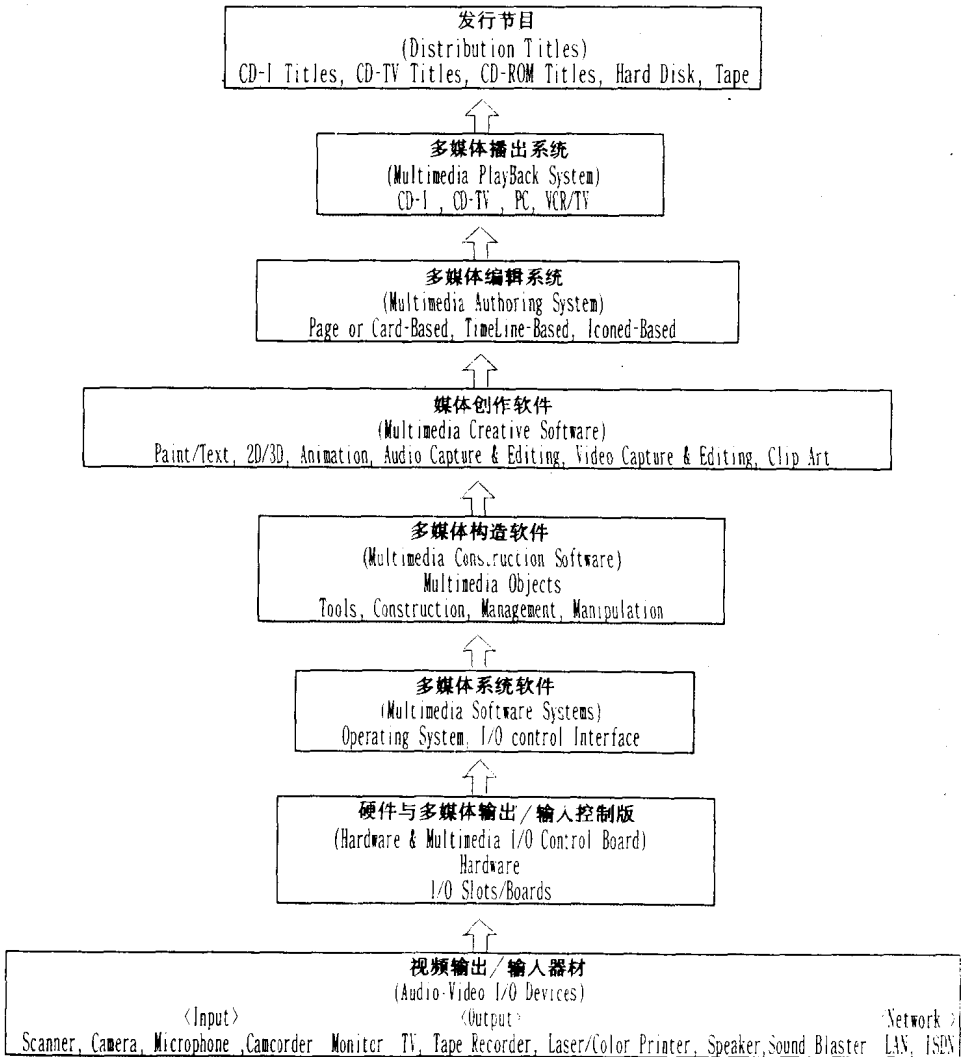 发行节目
(Distribution Titles)
CD-I Titles, CD-TV Titles, CD-ROM Titles, Hard Disk, Tape
多媒体播出系统
(Multimedia PlayBack System)
CD-I , CD-TV , PC, VCR/TV
多媒体编辑系统
(Multimedia Authoring System)
Page or Card-Based, TimeLine-Based, Iconed-Based
媒体创作软件
(Multimedia Creative Software)
Paint/Text, 2D/3D, Animation, Audio Capture & Editing, Video Capture & Editing, Clip Art
多媒体构造软件
(Multimedia Construction Software)
Multimedia Objects
Tools, Construction, Management, Manipulation
多媒体系统软件
(Multimedia Software Systems)
Operating System, I/O control Interface
硬件与多媒体输出/输入控制版
(Hardware & Multimedia I/O Control Board)
Hardware
I/O Slots/Boards
视频输出/输入器材
(Audio-Video I/O Devices)
<Input> <Output> <Network>
Scanner, Camera, Microphone ,Camcorder Monitor TV, Tape Recorder, Laser/Color Printer, Speaker,Sound Blaster LAN, ISDN